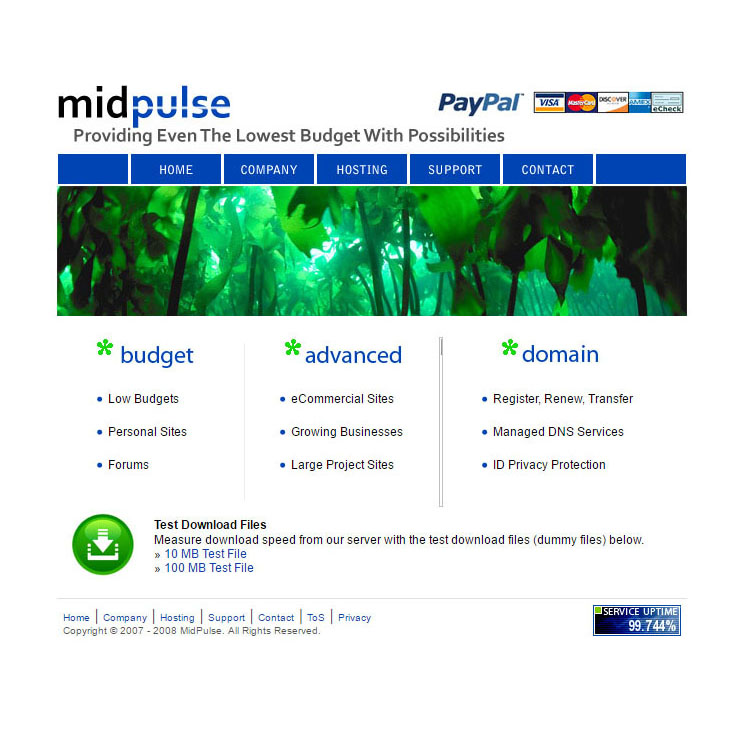 midpulse
PayPal
VISA MasterCard DISCOVER AMEX eCheck
Providing Even The Lowest Budget With Possibilities
HOME COMPANY HOSTING SUPPORT CONTACT
* budget
* advanced
* domain
• Low Budgets
• eCommercial Sites
• Register, Renew, Transfer
• Personal Sites
• Growing Businesses
• Managed DNS Services
• Forums
• Large Project Sites
• ID Privacy Protection
Test Download Files
Measure download speed from our server with the test download files (dummy files) below.
» 10 MB Test File
» 100 MB Test File
Home | Company | Hosting | Support | Contact | ToS | Privacy
Copyright © 2007 - 2008 MidPulse. All Rights Reserved.
SERVICE UPTIME
99.744%